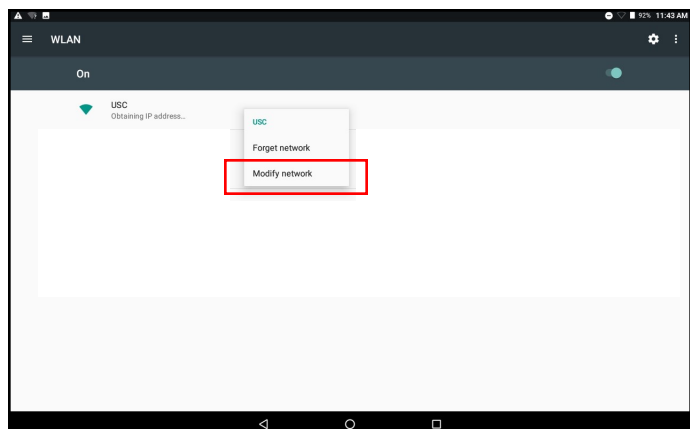 92% 11:43 AM
WLAN
On
USC
Obtaining IP address...
USC
Forget network
Modify network